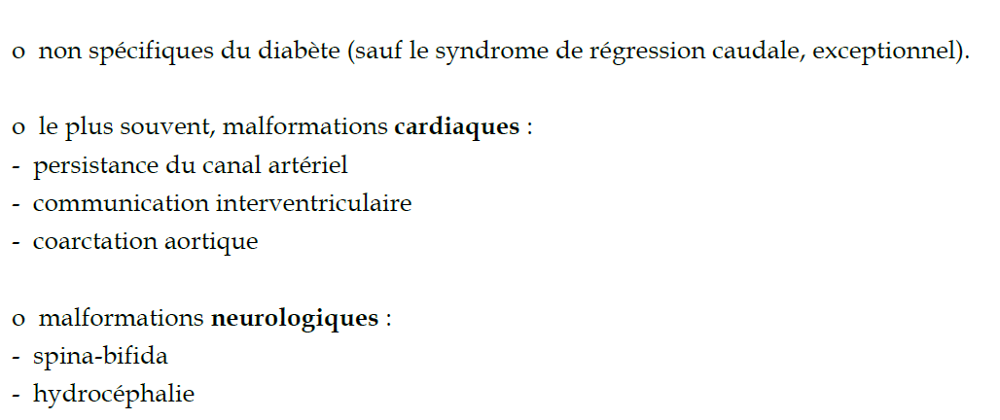 o non spécifiques du diabète (sauf le syndrome de régression caudale, exceptionnel).
o le plus souvent, malformations cardiaques :
- persistance du canal artériel
- communication interventriculaire
- coarctation aortique
o malformations neurologiques :
- spina-bifida
- hydrocéphalie